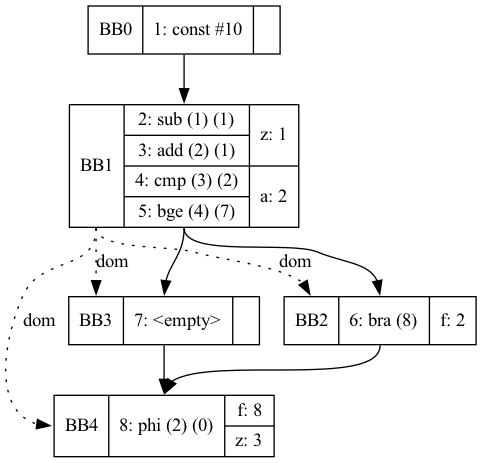 BB0 1: const #10
BB1
2: sub (1) (1)
3: add (2) (1)
4: cmp (3) (2)
5: bge (4) (7)
z: 1
a: 2
dom
dom
dom
BB3 7: <empty>
BB2 6: bra (8) f: 2
BB4 8: phi (2) (0)
f: 8
z: 3